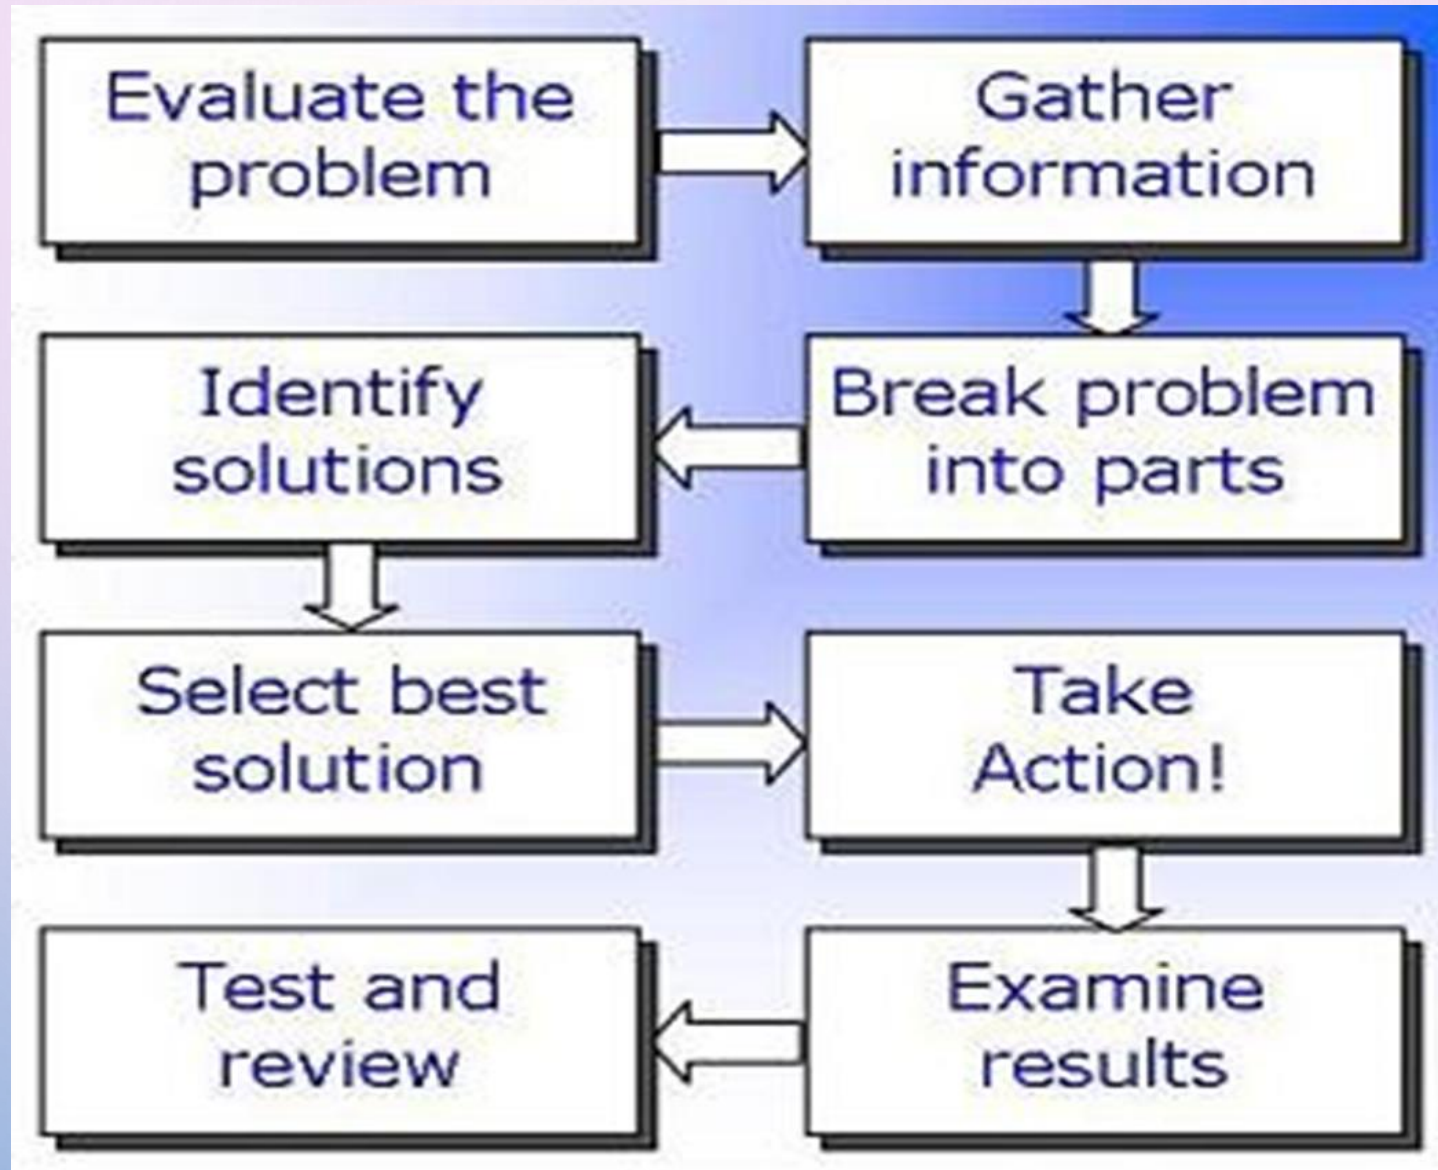 Evaluate the
problem
Gather
information
Break problem
into parts
Identify
solutions
Select best
solution
Take
Action!
Examine
results
Test and
review